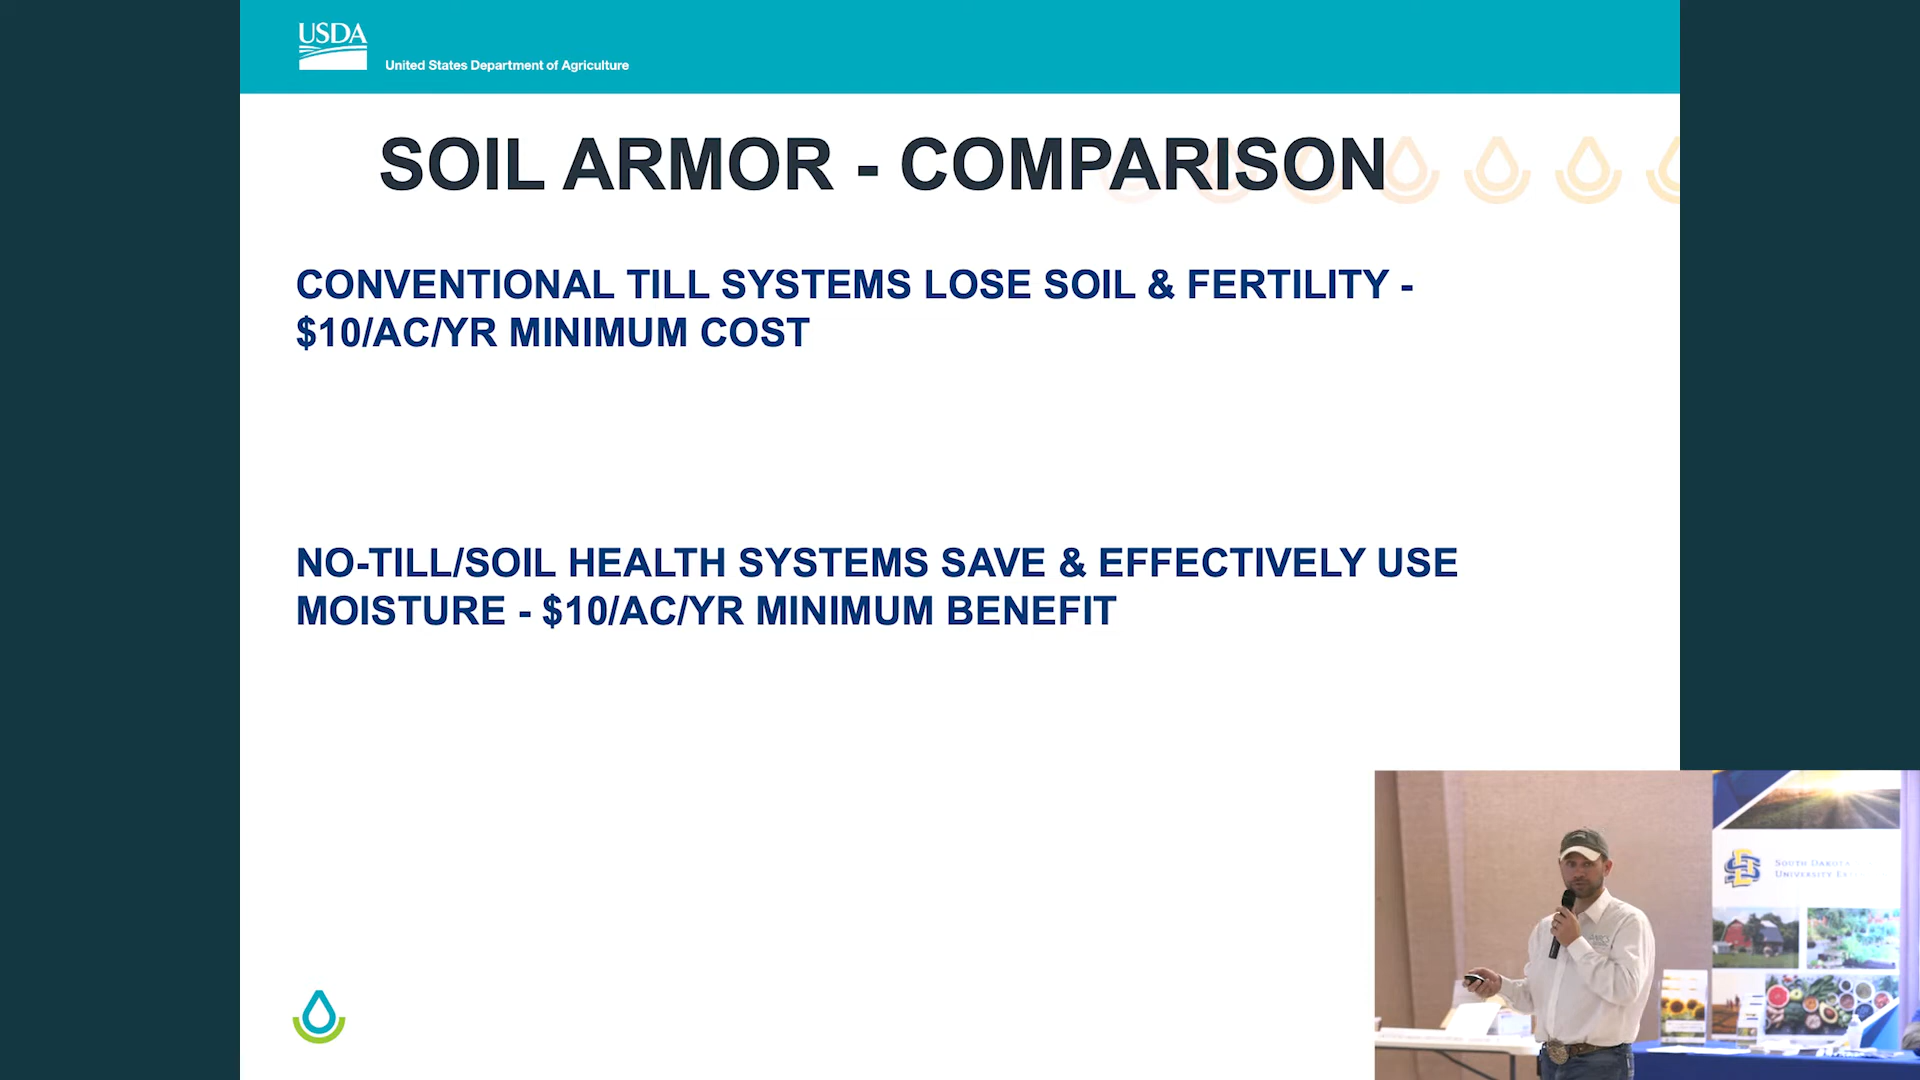 USDA
United States Department of Agriculture
SOIL ARMOR - COMPARISON
CONVENTIONAL TILL SYSTEMS LOSE SOIL & FERTILITY -
$10/AC/YR MINIMUM COST
NO-TILL/SOIL HEALTH SYSTEMS SAVE & EFFECTIVELY USE
MOISTURE - $10/AC/YR MINIMUM BENEFIT
SOUTH DAKOTA
UNIVERSITY